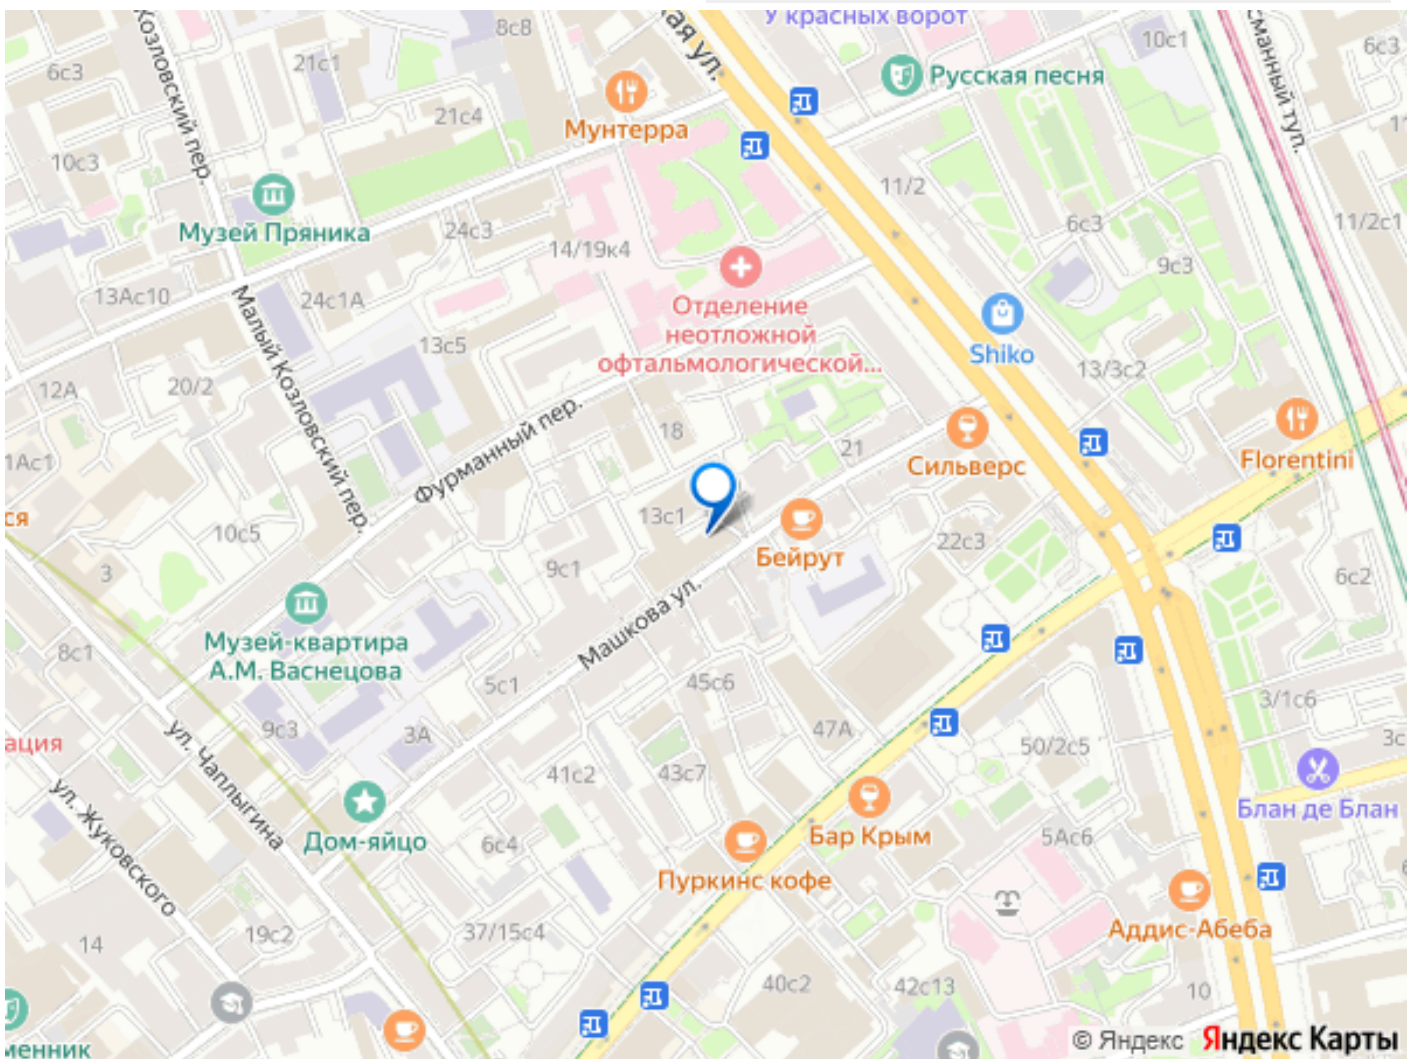 У красных ворот
8с8
10с1
6с3
Козловский пер.
21с1
6с3
Русская песня
Мунтерра
21с4
10с3
11/2
Музей Пряника
24с3
14/19к4
6с3
11/2с1
9с3
13Ас10
24с1А
Малый Козловский пер.
Отделение
неотложной
офтальмологической...
Shiko
13с5
13/3с2
12А
20/2
Фурманный пер.
18
21
Сильверс
Florentini
1Ас1
10с5
13с1
Бейрут
22с3
9с1
3
6с2
Машкова ул.
Музей-квартира
А.М. Васнецова
8с1
5с1
45с6
3/1с6
9с3
3А
47А
50/2с5
ул. Чаплыгина
41с2
43с7
ул. Жуковского
Дом-яйцо
6с4
Бар Крым
5Ас6
Блан де Блан
Пуркинс кофе
14
19с2
37/15с4
Аддис-Абеба
40с2
42с13
10
© Яндекс Яндекс Карты